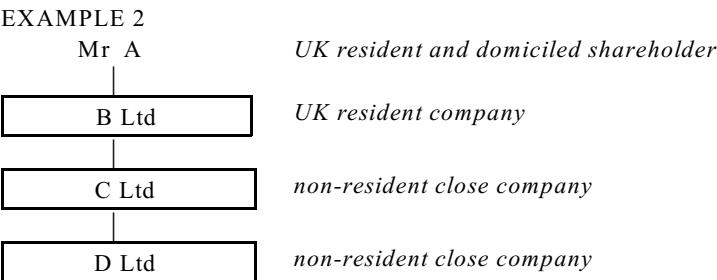 EXAMPLE 2
Mr A UK resident and domiciled shareholder
B Ltd UK resident company
C Ltd non-resident close company
D Ltd non-resident close company